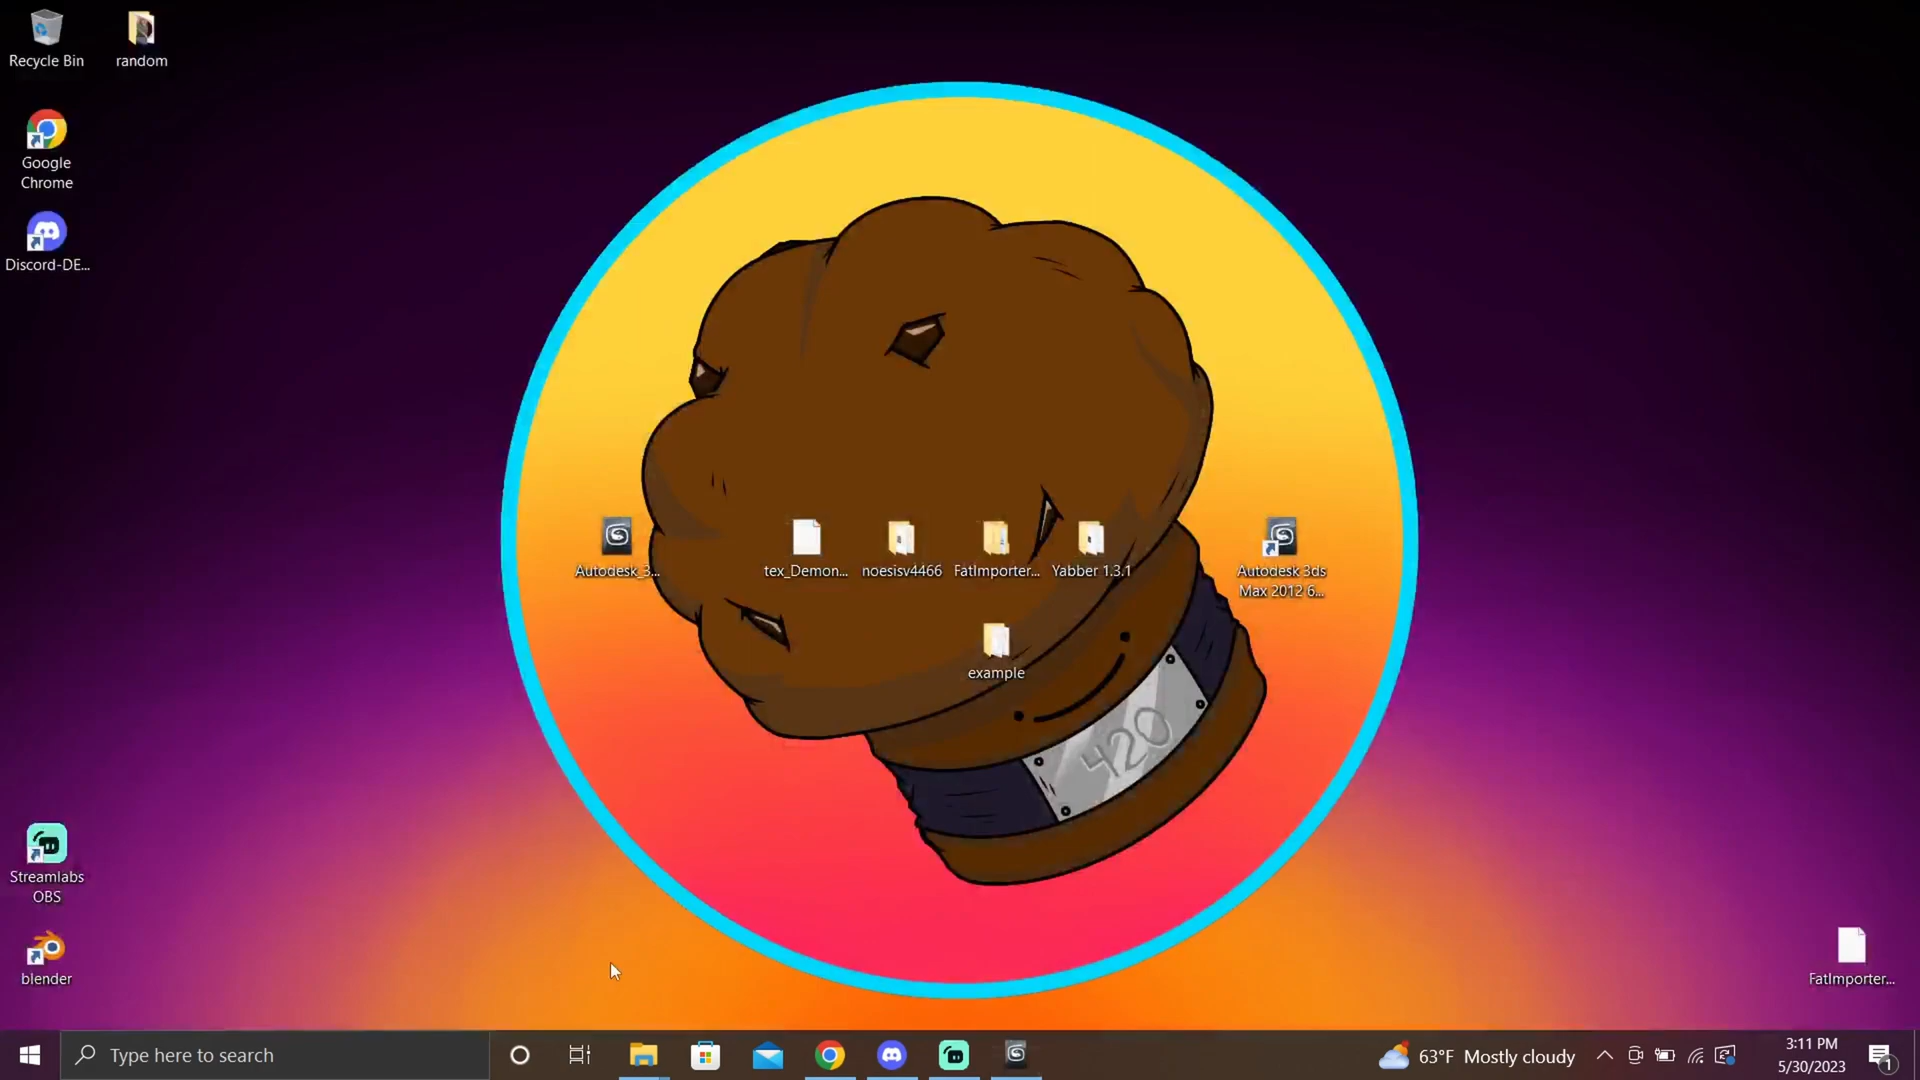 Recycle Bin
random
Google
Chrome
Discord-DE...
Autodesk_3...
tex_Demon...
noesisv4466
FatImporter...
Yabber 1.3.1
Autodesk 3ds
Max 2012 6...
example
420
Streamlabs
OBS
blender
FatImporter...
Type here to search
63°F Mostly cloudy
3:11 PM
5/30/2023
1